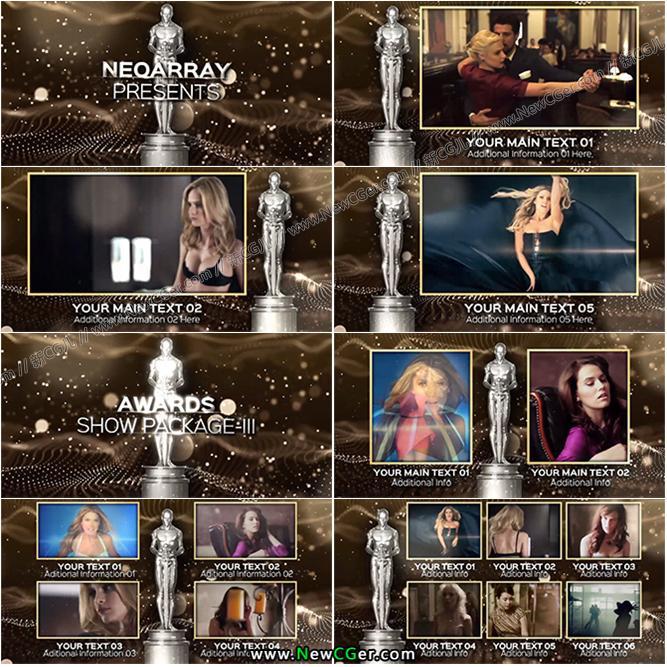 NEQARRAY
PRESENTS
YOUR MAIN TEXT 01
Additional Information 01 Here
YOUR MAIN TEXT 02
Additional Information 02 Here
YOUR MAIN TEXT 05
Additional Information 05 Here
AWARDS
SHOW PACKAGE-III
YOUR MAIN TEXT 01
Additional Info
YOUR MAIN TEXT 02
Additional Info
YOUR TEXT 01
Aditional Information 01
YOUR TEXT 02
Aditional Information 02
YOUR TEXT 03
Aditional Information 03
YOUR TEXT 04
Aditional Information 04
YOUR TEXT 01
Aditional Info
YOUR TEXT 02
Aditional Info
YOUR TEXT 03
Aditional Info
YOUR TEXT 04
Aditional Info
YOUR TEXT 05
Aditional Info
YOUR TEXT 06
Aditional Info
www.NewCGer.com